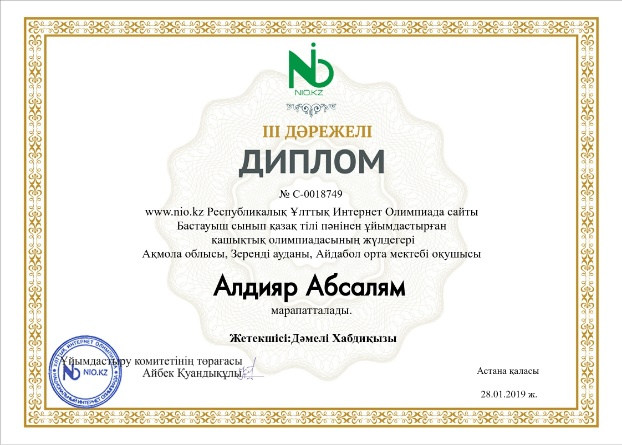 NIO
NIO.KZ
III ДӘРЕЖЕЛІ
ДИПЛОМ
№ C-0018749
www.nio.kz Республикалық Ұлттық Интернет Олимпиада сайты
Бастауыш сынып қазақ тілі пәнінен ұйымдастырған
қашықтық олимпиадасының жүлдегері
Ақмола облысы, Зеренді ауданы, Айдабол орта мектебі оқушысы
Алдияр Абсалям
марапатталады.
Жетекшісі:Дәмелі Хабдиқызы
Ұйымдастыру комитетінің төрағасы
Айбек Қуандықұлы
NIO.KZ
Астана қаласы
28.01.2019 ж.